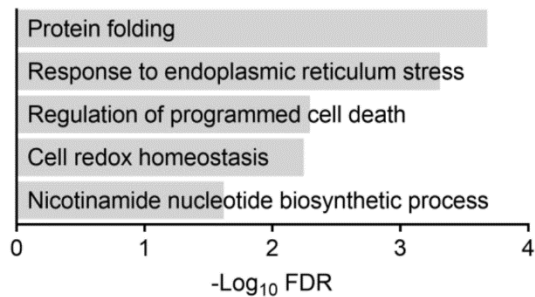 Protein folding
Response to endoplasmic reticulum stress
Regulation of programmed cell death
Cell redox homeostasis
Nicotinamide nucleotide biosynthetic process
0 1 2 3 4
-Log₁₀ FDR